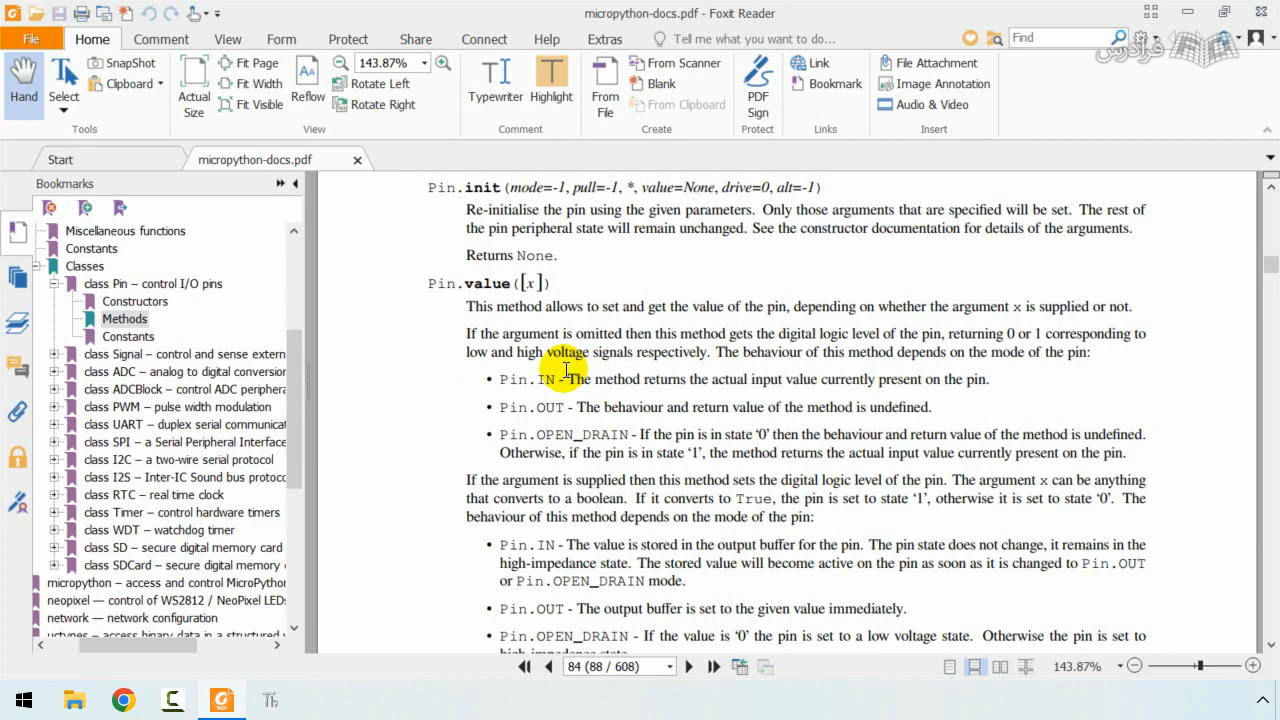 micropython-docs.pdf - Foxit Reader
File Home Comment View Form Protect Share Connect Help Extras Tell me what you want to do... Find
فرادرس
Hand
Select
SnapShot
Clipboard
Tools
Actual Size
Fit Page
Fit Width
Fit Visible
Reflow
143.87%
Rotate Left
Rotate Right
View
Typewriter
Highlight
Comment
From File
From Scanner
Blank
From Clipboard
Create
PDF Sign
Protect
Link
Bookmark
Links
File Attachment
Image Annotation
Audio & Video
Insert
Start
micropython-docs.pdf
Bookmarks
Miscellaneous functions
Constants
Classes
class Pin – control I/O pins
Constructors
Methods
Constants
class Signal – control and sense extern
class ADC – analog to digital conversion
class ADCBlock – control ADC periphera
class PWM – pulse width modulation
class UART – duplex serial communicat
class SPI – a Serial Peripheral Interface
class I2C – a two-wire serial protocol
class I2S – Inter-IC Sound bus protoco
class RTC – real time clock
class Timer – control hardware timers
class WDT – watchdog timer
class SD – secure digital memory card
class SDCard – secure digital memory
micropython — access and control MicroPython
neopixel — control of WS2812 / NeoPixel LEDs
network — network configuration
uctypes – access binary data in a structured
Pin.init(mode=-1, pull=-1, *, value=None, drive=0, alt=-1)
Re-initialise the pin using the given parameters. Only those arguments that are specified will be set. The rest of
the pin peripheral state will remain unchanged. See the constructor documentation for details of the arguments.
Returns None.
Pin.value([x])
This method allows to set and get the value of the pin, depending on whether the argument x is supplied or not.
If the argument is omitted then this method gets the digital logic level of the pin, returning 0 or 1 corresponding to
low and high voltage signals respectively. The behaviour of this method depends on the mode of the pin:
• Pin.IN - The method returns the actual input value currently present on the pin.
• Pin.OUT - The behaviour and return value of the method is undefined.
• Pin.OPEN_DRAIN - If the pin is in state ‘0’ then the behaviour and return value of the method is undefined.
Otherwise, if the pin is in state ‘1’, the method returns the actual input value currently present on the pin.
If the argument is supplied then this method sets the digital logic level of the pin. The argument x can be anything
that converts to a boolean. If it converts to True, the pin is set to state ‘1’, otherwise it is set to state ‘0’. The
behaviour of this method depends on the mode of the pin:
• Pin.IN - The value is stored in the output buffer for the pin. The pin state does not change, it remains in the
high-impedance state. The stored value will become active on the pin as soon as it is changed to Pin.OUT
or Pin.OPEN_DRAIN mode.
• Pin.OUT - The output buffer is set to the given value immediately.
• Pin.OPEN_DRAIN - If the value is ‘0’ the pin is set to a low voltage state. Otherwise the pin is set to
high-impedance state.
84 (88 / 608)
143.87%